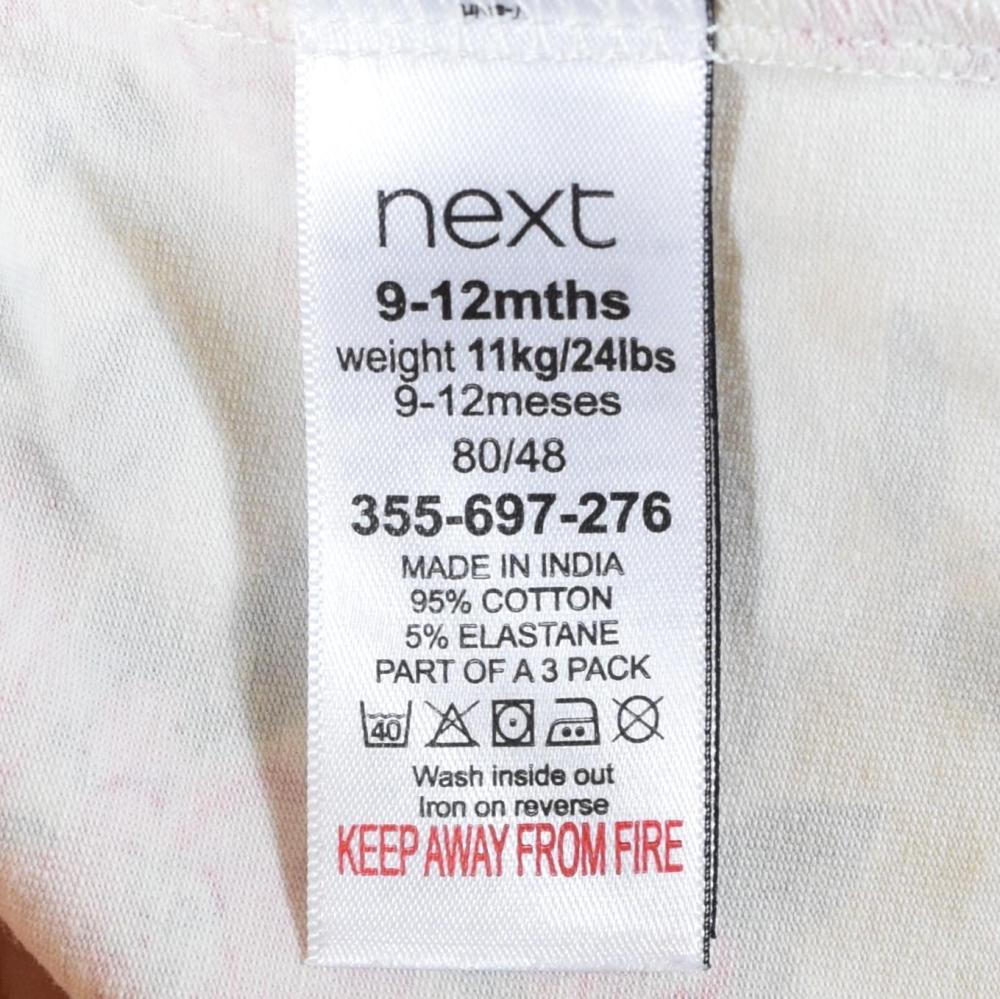 next
9-12mths
weight 11kg/24lbs
9-12meses
80/48
355-697-276
MADE IN INDIA
95% COTTON
5% ELASTANE
PART OF A 3 PACK
40
Wash inside out
Iron on reverse
KEEP AWAY FROM FIRE